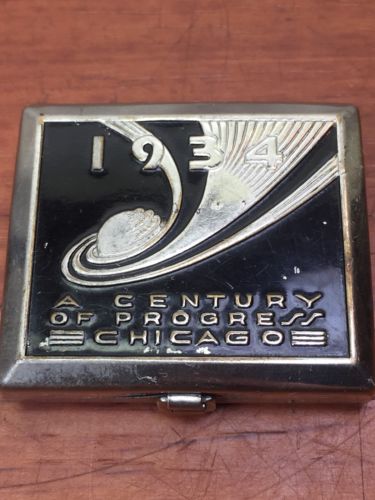 1934
A CENTURY
OF PROGRESS
CHICAGO